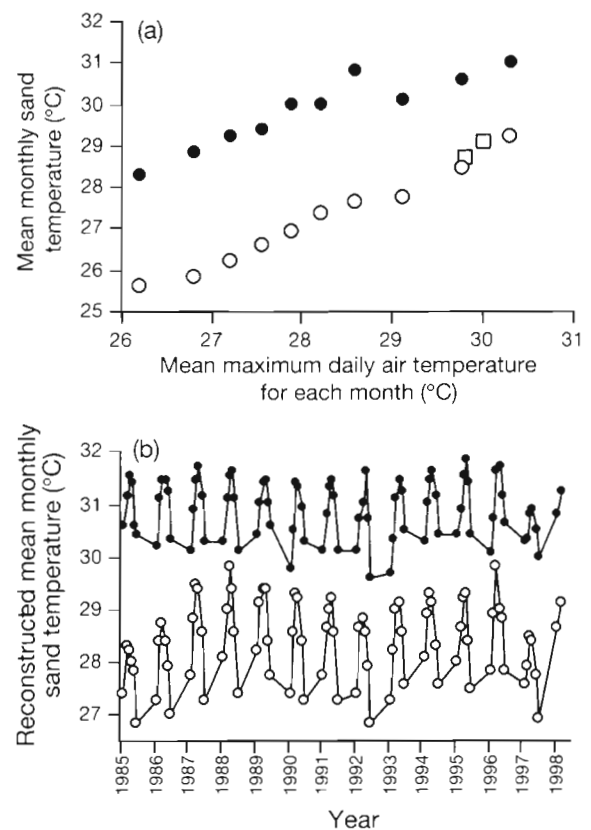 (a)
32
31
30
29
28
27
26
25
Mean monthly sand
temperature (°C)
26 27 28 29 30 31
Mean maximum daily air temperature
for each month (°C)
(b)
32
31
30
29
28
27
Reconstructed mean monthly
sand temperature (°C)
1985 1986 1987 1988 1989 1990 1991 1992 1993 1994 1995 1996 1997 1998
Year